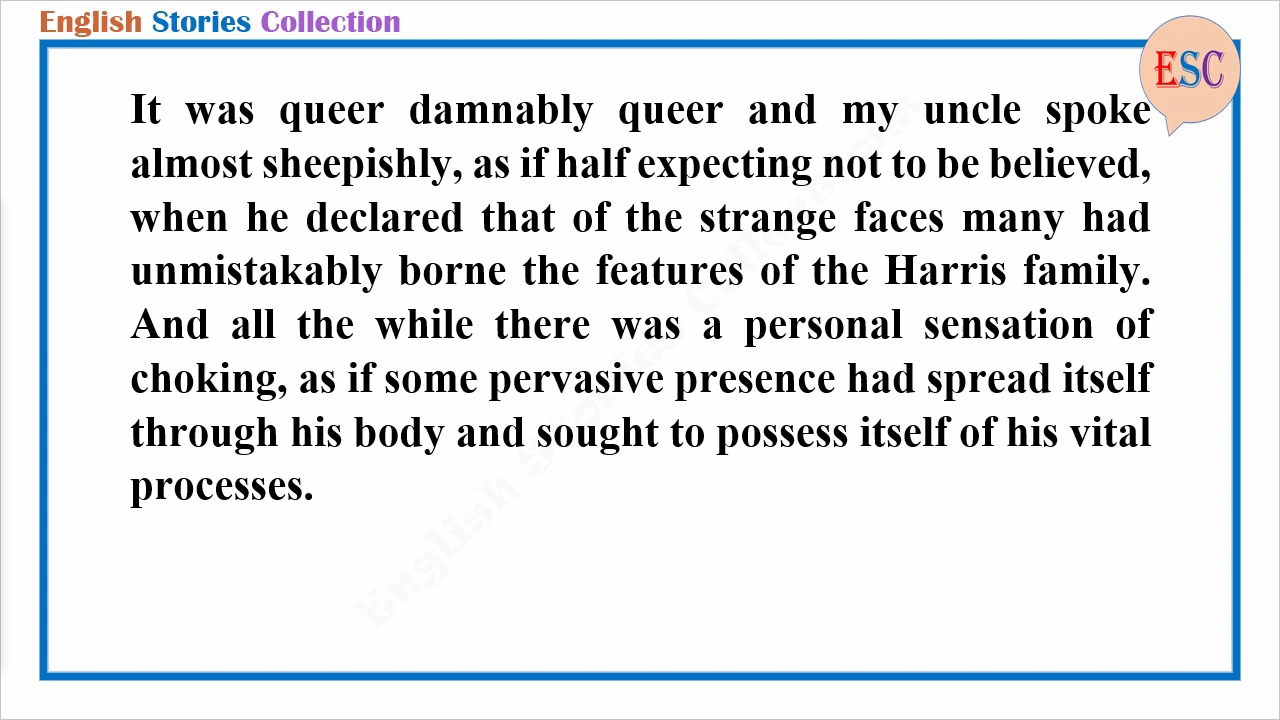 English Stories Collection
ESC
It was queer damnably queer and my uncle spoke
almost sheepishly, as if half expecting not to be believed,
when he declared that of the strange faces many had
unmistakably borne the features of the Harris family.
And all the while there was a personal sensation of
choking, as if some pervasive presence had spread itself
through his body and sought to possess itself of his vital
processes.
English Stories Collections